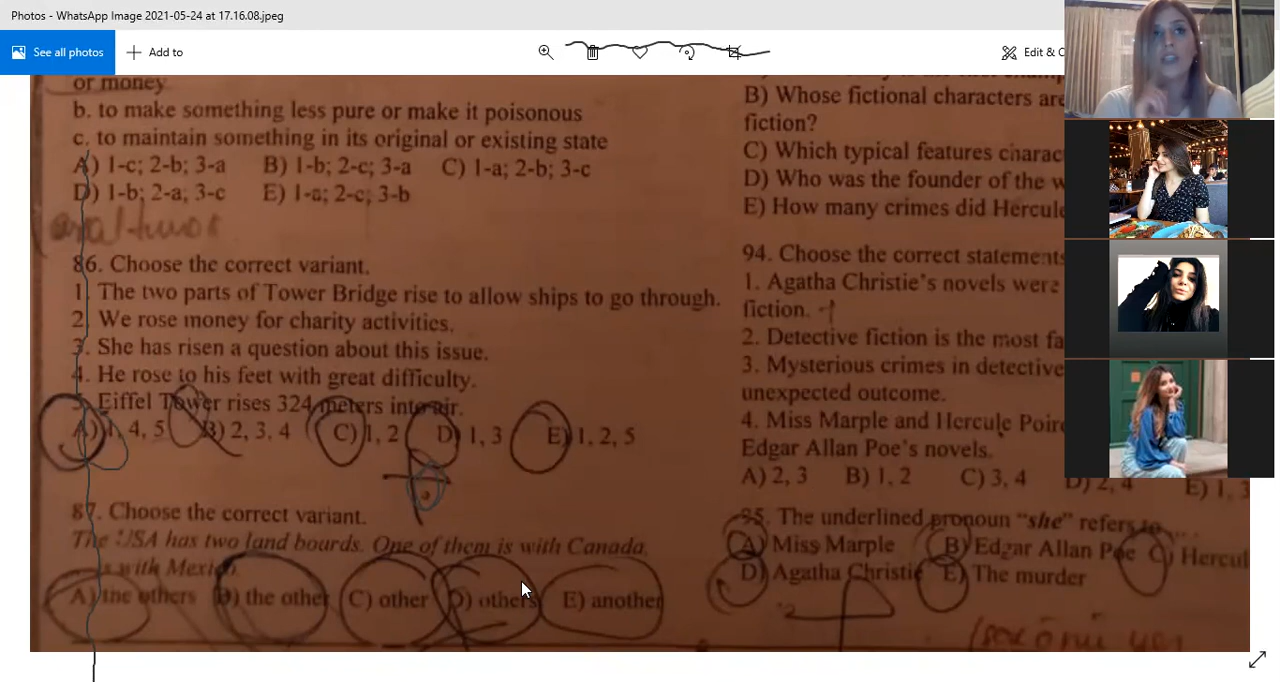 Photos - WhatsApp Image 2021-05-24 at 17.16.08.jpeg
See all photos
Add to
Edit & C
or money
b. to make something less pure or make it poisonous
c. to maintain something in its original or existing state
A) 1-c; 2-b; 3-a B) 1-b; 2-c; 3-a C) 1-a; 2-b; 3-c
D) 1-b; 2-a, 3-c E) 1-a; 2-c; 3-b
86. Choose the correct variant.
1. The two parts of Tower Bridge rise to allow ships to go through.
2. We rose money for charity activities.
3. She has risen a question about this issue.
4. He rose to his feet with great difficulty.
5. Eiffel Tower rises 324 meters into air.
A) 1, 4, 5 B) 2, 3, 4 C) 1, 2 D) 1, 3 E) 1, 2, 5
87. Choose the correct variant.
The USA has two land bourds. One of them is with Canada,
is with Mexico.
A) the others B) the other C) other D) others E) another
B) Whose fictional characters are
fiction?
C) Which typical features charac
D) Who was the founder of the w
E) How many crimes did Hercule
94. Choose the correct statements
1. Agatha Christie's novels were
fiction.
2. Detective fiction is the most fa
3. Mysterious crimes in detective
unexpected outcome.
4. Miss Marple and Hercule Poiro
Edgar Allan Poe's novels.
A) 2, 3 B) 1, 2 C) 3, 4 D) 2, 4 E) 1, 3
95. The underlined pronoun "she" refers to ...
A) Miss Marple B) Edgar Allan Poe C) Hercul
D) Agatha Christie E) The murder